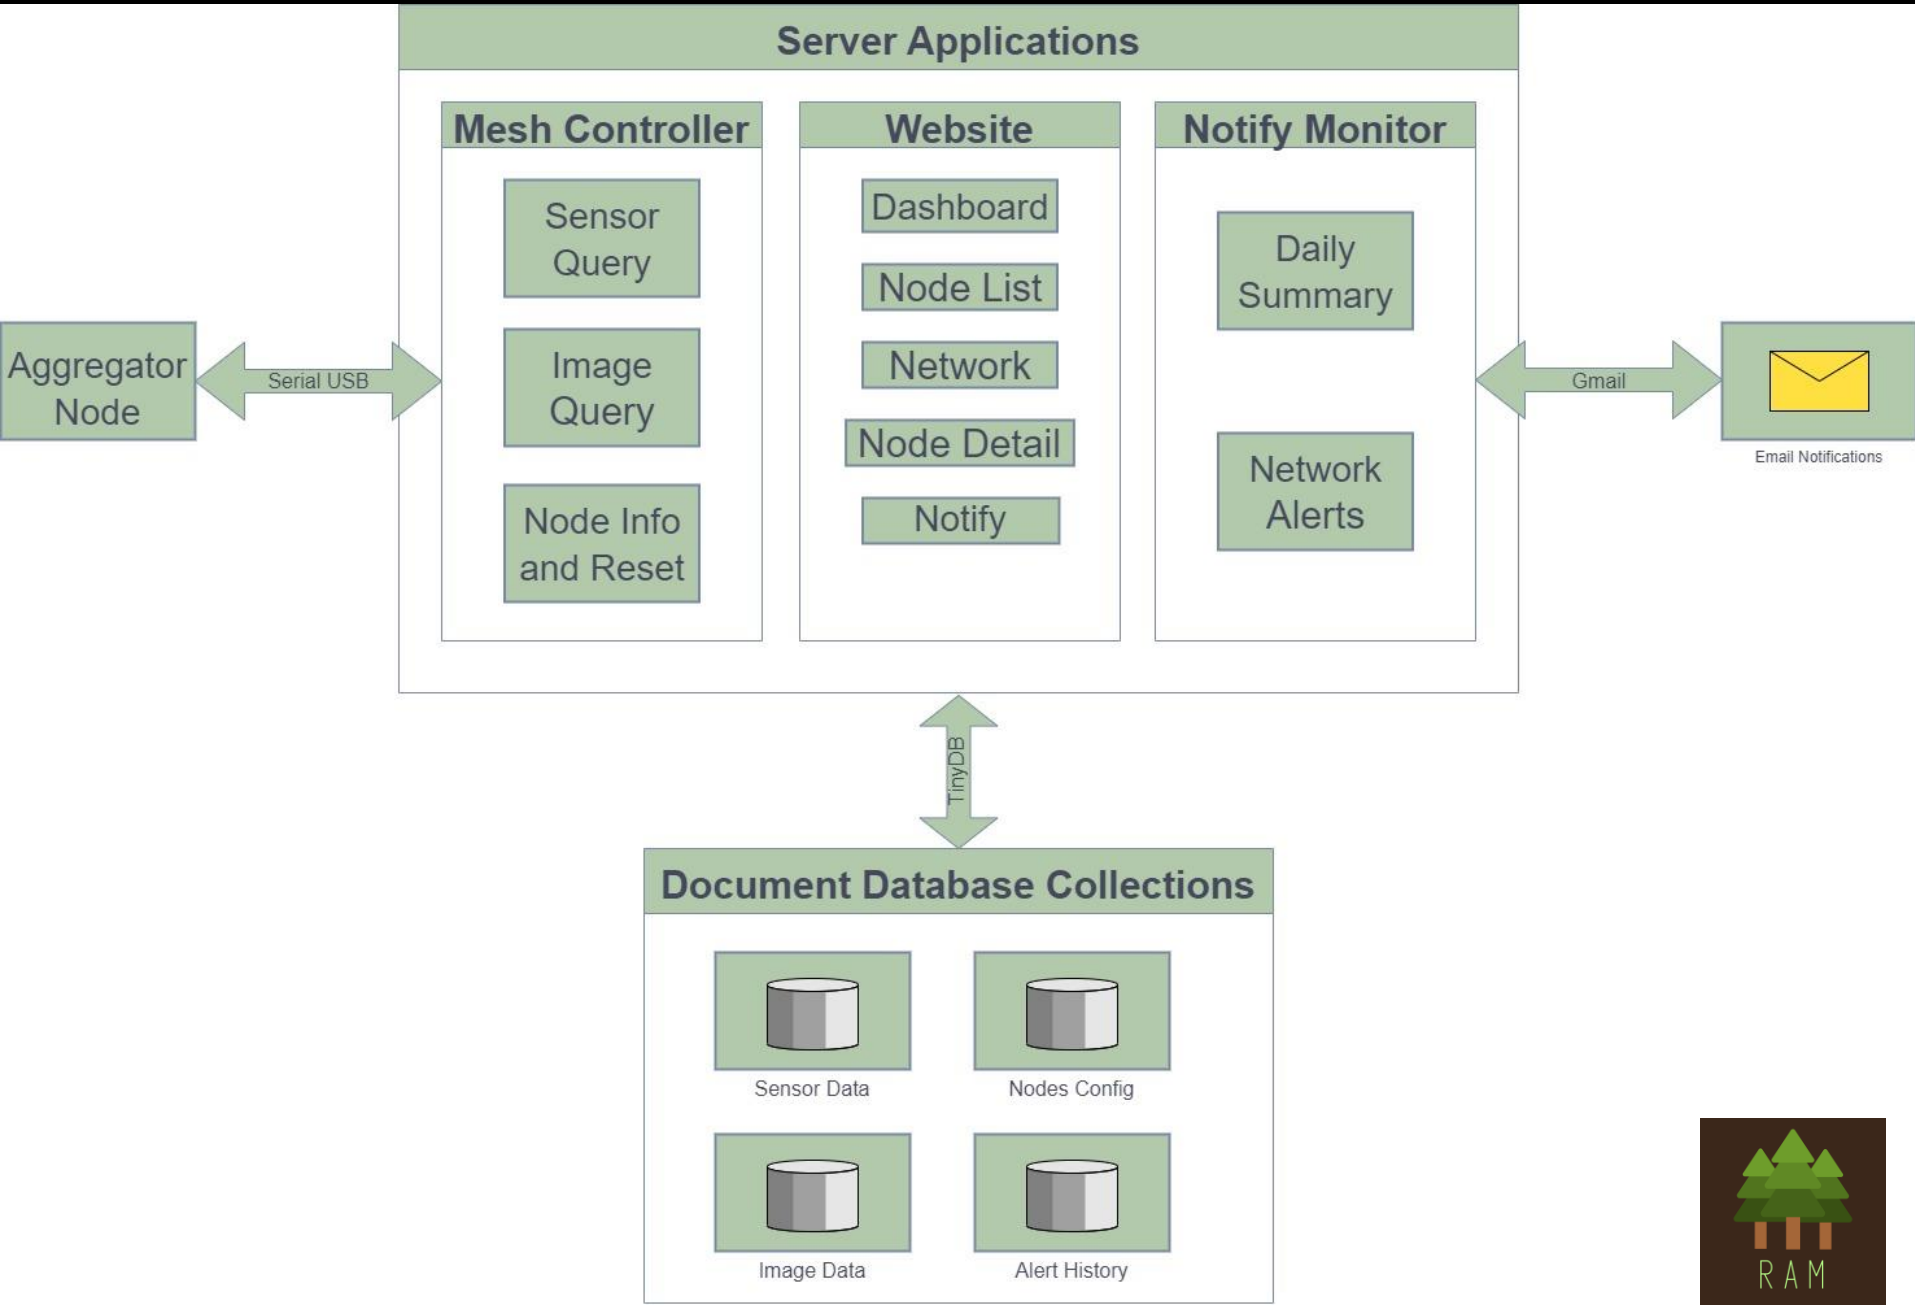 Server Applications
Mesh Controller
Sensor
Query
Image
Query
Node Info
and Reset
Website
Dashboard
Node List
Network
Node Detail
Notify
Notify Monitor
Daily
Summary
Network
Alerts
Aggregator
Node
Serial USB
Gmail
Email Notifications
TinyDB
Document Database Collections
Sensor Data
Nodes Config
Image Data
Alert History
RAM